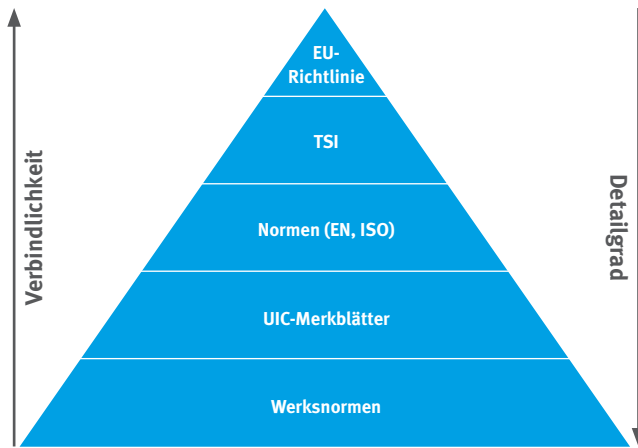 EU-
Richtlinie
TSI
Normen (EN, ISO)
UIC-Merkblätter
Werksnormen
Verbindlichkeit
Detailgrad